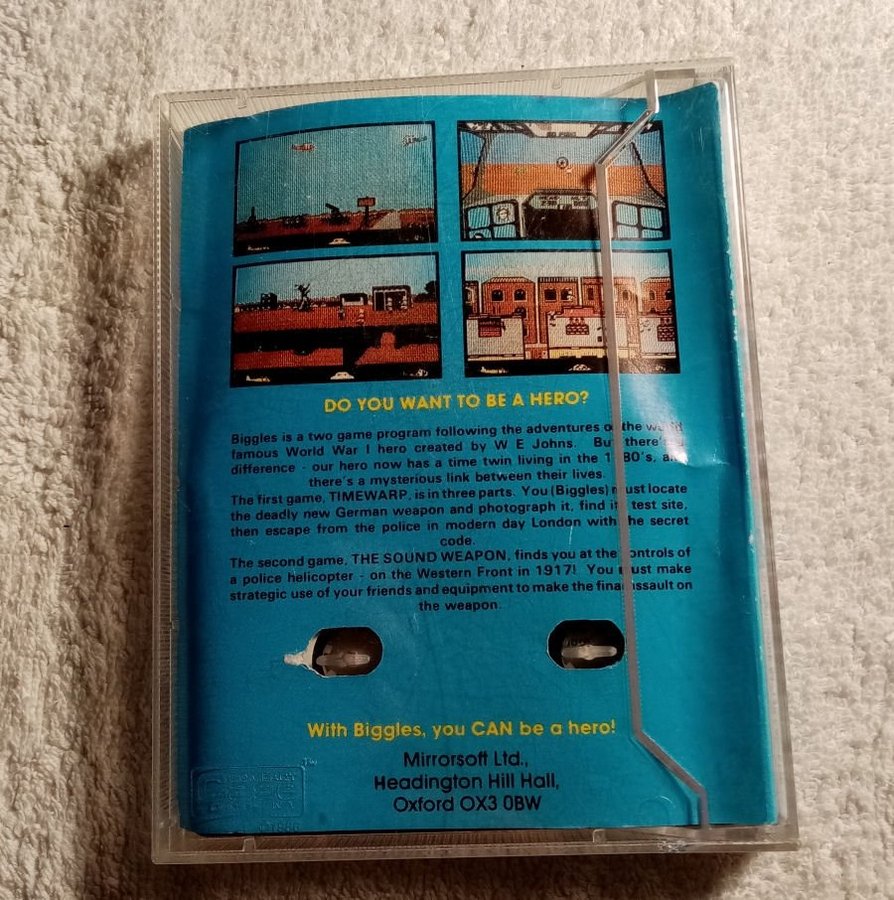 DO YOU WANT TO BE A HERO?
Biggles is a two game program following the adventures of the world
famous World War I hero created by W E Johns. But there's a
difference - our hero now has a time twin living in the 1980's, and
there's a mysterious link between their lives.
The first game, TIMEWARP, is in three parts. You (Biggles) must locate
the deadly new German weapon and photograph it, find its test site,
then escape from the police in modern day London with the secret
code.
The second game, THE SOUND WEAPON, finds you at the controls of
a police helicopter - on the Western Front in 1917! You must make
strategic use of your friends and equipment to make the final assault on
the weapon.
With Biggles, you CAN be a hero!
Mirrorsoft Ltd.,
Headington Hill Hall,
Oxford OX3 0BW
TM